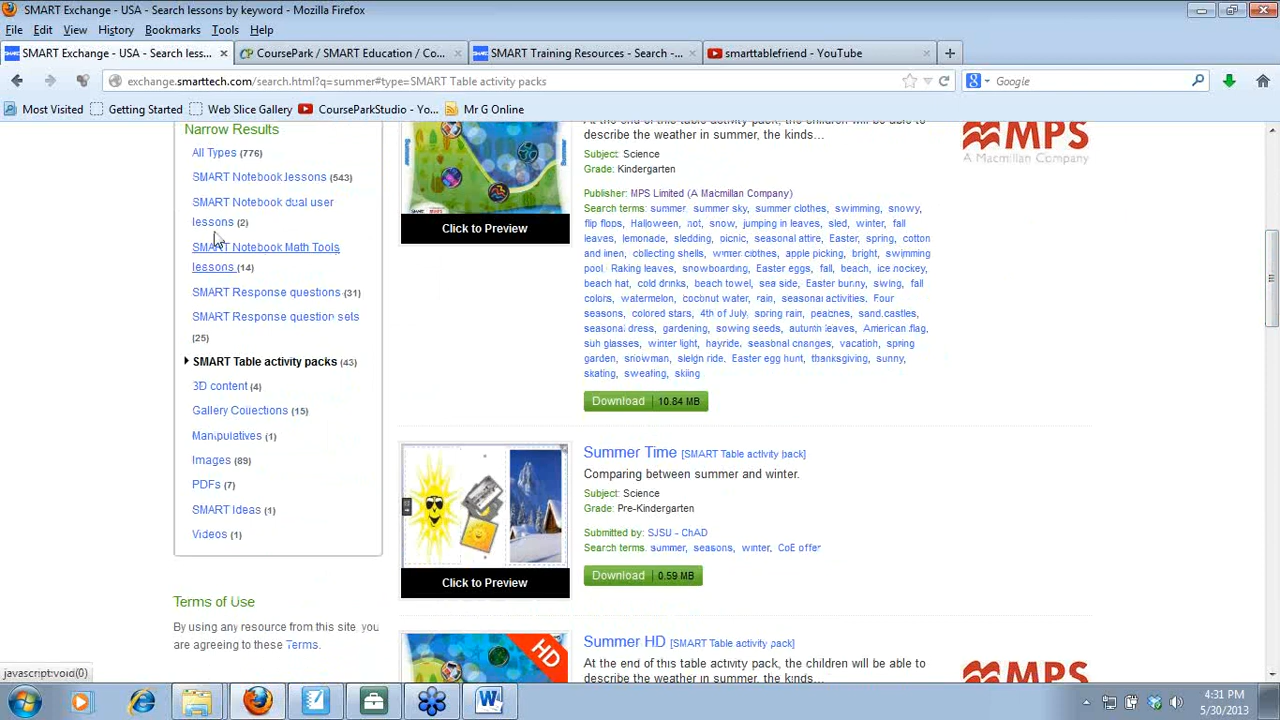 SMART Exchange - USA - Search lessons by keyword - Mozilla Firefox
File Edit View History Bookmarks Tools Help
SMART Exchange - USA - Search less... × CoursePark / SMART Education / Co... × SMART Training Resources - Search -... × smarttablefriend - YouTube × +
exchange.smarttech.com/search.html?q=summer#type=SMART Table activity packs Google
Most Visited Getting Started Web Slice Gallery CourseParkStudio - Yo... Mr G Online
Narrow Results
All Types (776)
SMART Notebook lessons (543)
SMART Notebook dual user
lessons (2)
SMART Notebook Math Tools
lessons (14)
SMART Response questions (31)
SMART Response question sets
(25)
SMART Table activity packs (43)
3D content (4)
Gallery Collections (15)
Manipulatives (1)
Images (89)
PDFs (7)
SMART Ideas (1)
Videos (1)
Terms of Use
By using any resource from this site you
are agreeing to these Terms.
Click to Preview
At the end of this table activity pack, the children will be able to
describe the weather in summer, the kinds...
Subject: Science
Grade: Kindergarten
Publisher: MPS Limited (A Macmillan Company)
Search terms: summer summer sky, summer clothes, swimming, snowy,
flip flops, Halloween, hot, snow, jumping in leaves, sled, winter, fall
leaves, lemonade, sledding, picnic, seasonal attire, Easter, spring, cotton
and linen, collecting shells, winter clothes, apple picking, bright, swimming
pool, Raking leaves, snowboarding, Easter eggs, fall, beach, ice hockey,
beach hat, cold drinks, beach towel, sea side, Easter bunny, swing, fall
colors, watermelon, coconut water, rain, seasonal activities, Four
seasons, colored stars, 4th of July, spring rain, peaches, sand castles,
seasonal dress, gardening, sowing seeds, autumn leaves, American flag,
sun glasses, winter light, hayride, seasonal changes, vacation, spring
garden, snowman, sleigh ride, Easter egg hunt, thanksgiving, sunny,
skating, sweating, skiing
Download 10.84 MB
MPS
A Macmillan Company
Click to Preview
Summer Time [SMART Table activity pack]
Comparing between summer and winter.
Subject: Science
Grade: Pre-Kindergarten
Submitted by: SJSU - ChAD
Search terms: summer, seasons, winter, CoE offer
Download 0.59 MB
HD
Summer HD [SMART Table activity pack]
At the end of this table activity pack, the children will be able to
describe the weather in summer, the kinds...
MPS
javascript:void(0)
4:31 PM
5/30/2013